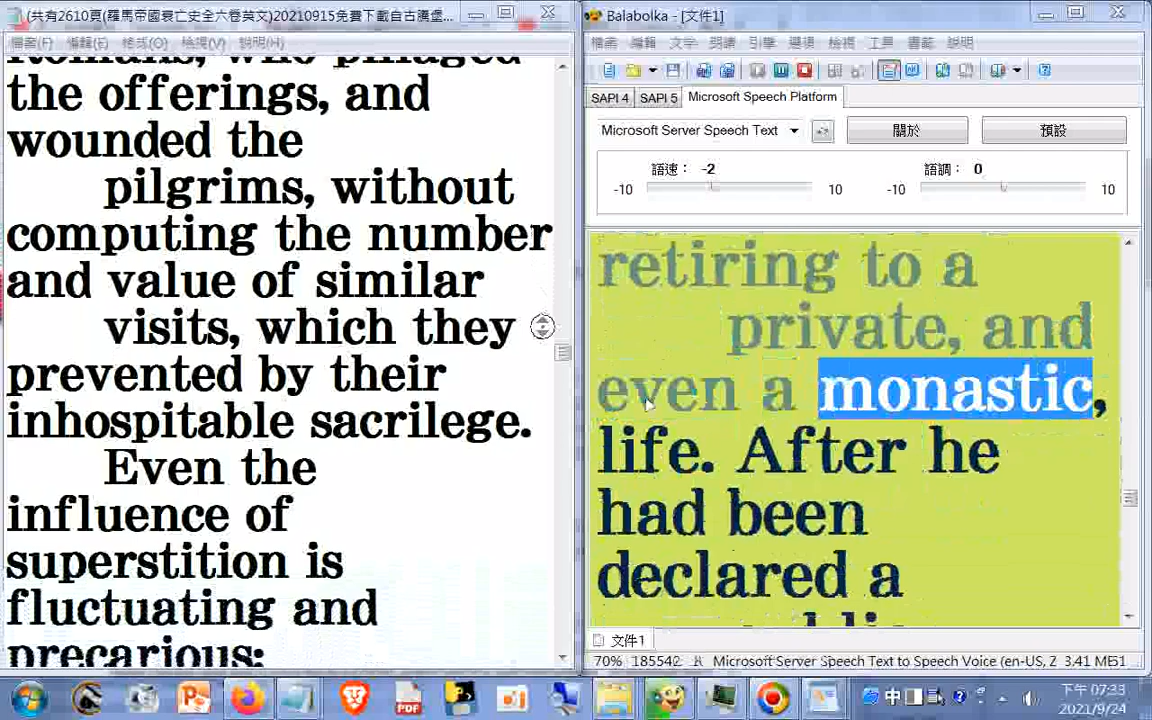 (共有2610頁(羅馬帝國衰亡史全六卷英文)20210915免費下載自古騰堡...
檔案(F) 編輯(E) 格式(O) 檢視(V) 說明(H)
Romans, who pillaged
the offerings, and
wounded the
pilgrims, without
computing the number
and value of similar
visits, which they
prevented by their
inhospitable sacrilege.
Even the
influence of
superstition is
fluctuating and
precarious:
Balabolka - [文件1]
檔案 編輯 文字 朗讀 引擎 選項 檢視 工具 書籤 說明
SAPI 4 SAPI 5 Microsoft Speech Platform
Microsoft Server Speech Text 關於 預設
語速: -2 語調: 0
-10 10 -10 10
retiring to a
private, and
even a monastic,
life. After he
had been
declared a
文件1
70% 185542 Microsoft Server Speech Text to Speech Voice (en-US, Z 3.41 MB
中 下午 07:33
2021/9/24